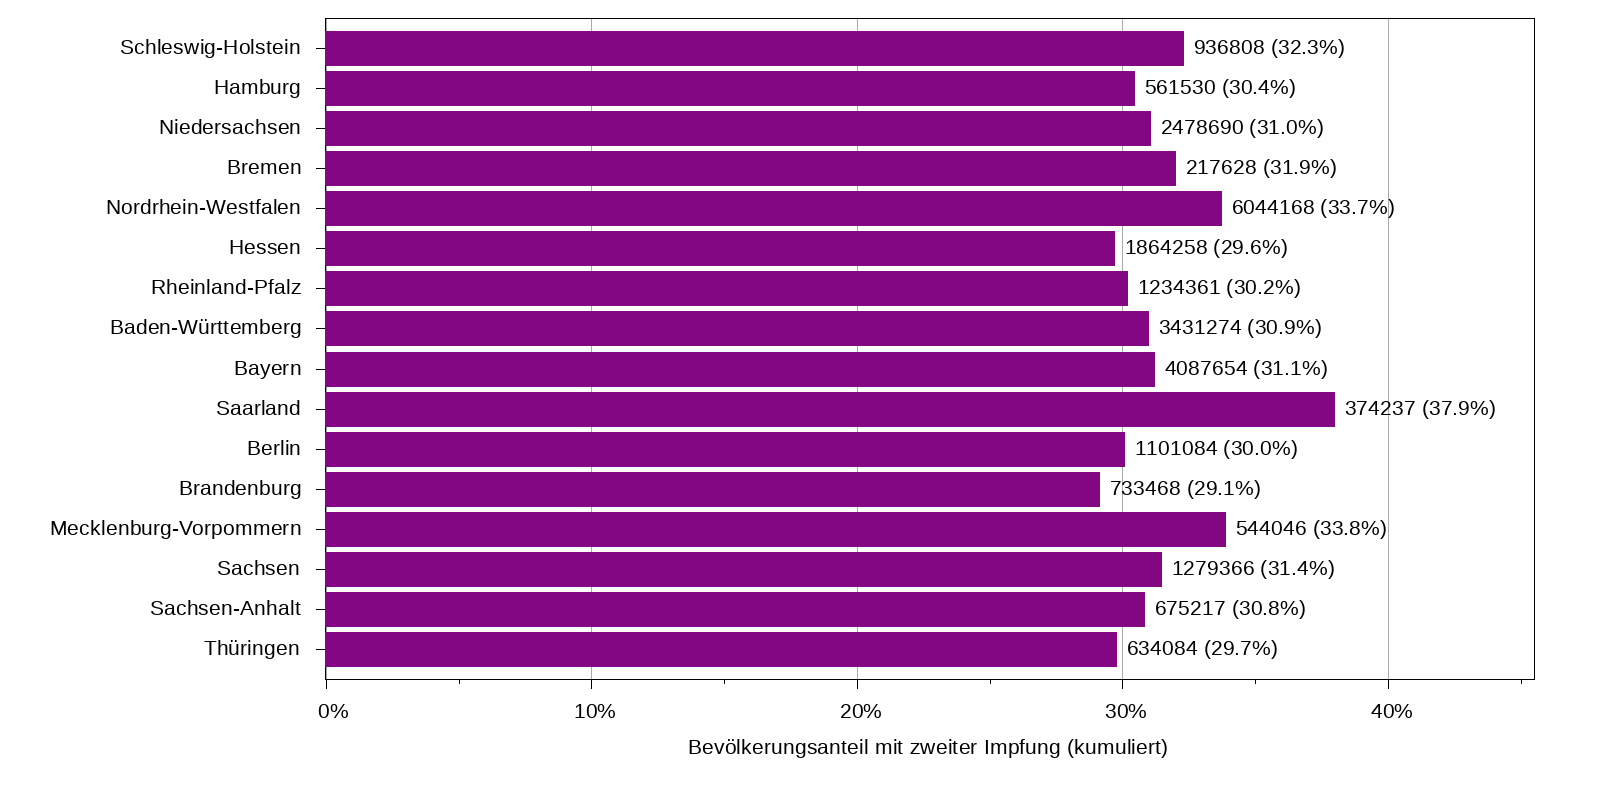 Schleswig-Holstein 936808 (32.3%)
Hamburg 561530 (30.4%)
Niedersachsen 2478690 (31.0%)
Bremen 217628 (31.9%)
Nordrhein-Westfalen 6044168 (33.7%)
Hessen 1864258 (29.6%)
Rheinland-Pfalz 1234361 (30.2%)
Baden-Württemberg 3431274 (30.9%)
Bayern 4087654 (31.1%)
Saarland 374237 (37.9%)
Berlin 1101084 (30.0%)
Brandenburg 733468 (29.1%)
Mecklenburg-Vorpommern 544046 (33.8%)
Sachsen 1279366 (31.4%)
Sachsen-Anhalt 675217 (30.8%)
Thüringen 634084 (29.7%)
0% 10% 20% 30% 40%
Bevölkerungsanteil mit zweiter Impfung (kumuliert)